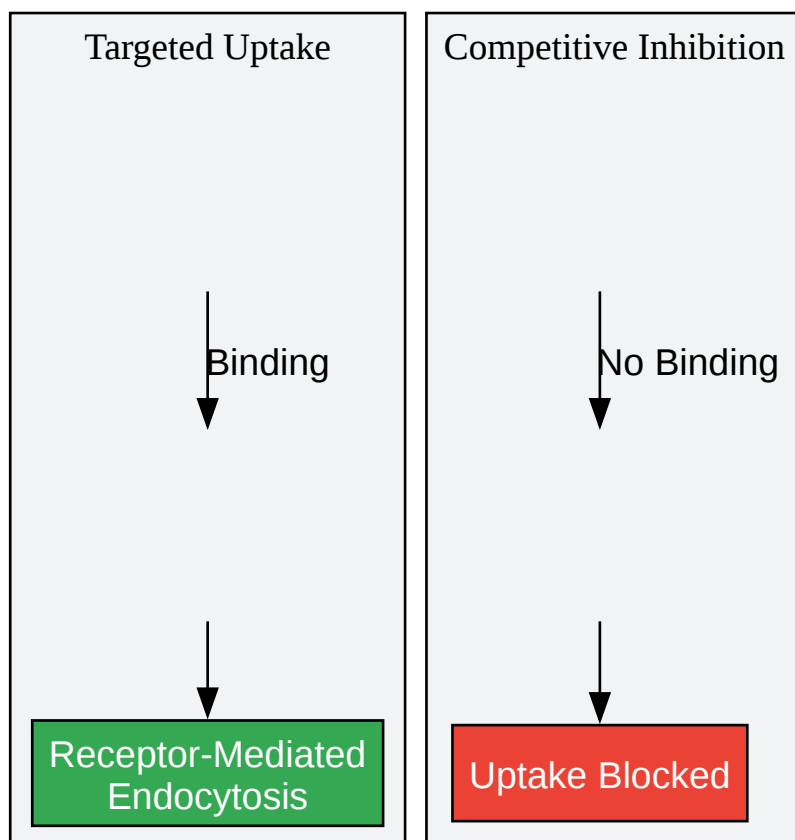 Targeted Uptake
Binding
Receptor-Mediated
Endocytosis
Competitive Inhibition
No Binding
Uptake Blocked